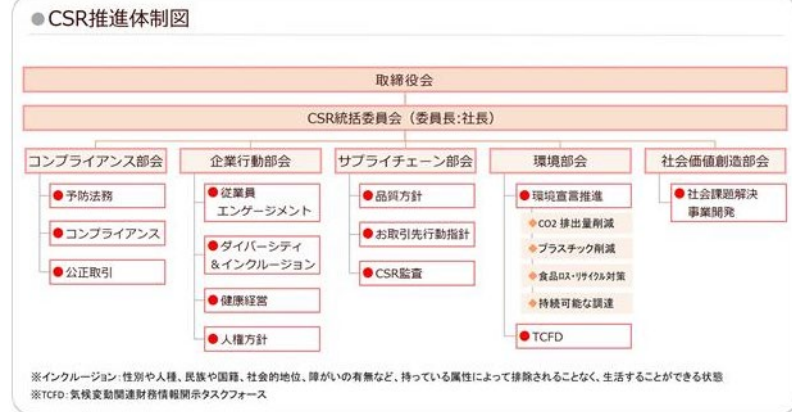 ●CSR推進体制図
取締役会
CSR統括委員会（委員長:社長）
コンプライアンス部会
企業行動部会
サプライチェーン部会
環境部会
社会価値創造部会
●予防法務
●コンプライアンス
●公正取引
●従業員
エンゲージメント
●ダイバーシティ
&インクルージョン
●健康経営
●人権方針
●品質方針
●お取引先行動指針
●CSR監査
●環境宣言推進
◆CO2 排出量削減
◆プラスチック削減
◆食品ロス・リサイクル対策
◆持続可能な調達
●TCFD
●社会課題解決
事業開発
※インクルージョン：性別や人種、民族や国籍、社会的地位、障がいの有無など、持っている属性によって排除されることなく、生活することができる状態
※TCFD：気候変動関連財務情報開示タスクフォース